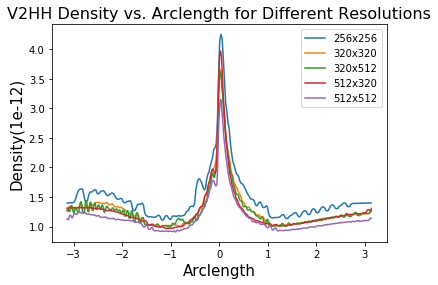 V2HH Density vs. Arclength for Different Resolutions
Density(1e-12)
4.0
3.5
3.0
2.5
2.0
1.5
1.0
256x256
320x320
320x512
512x320
512x512
−3 −2 −1 0 1 2 3
Arclength